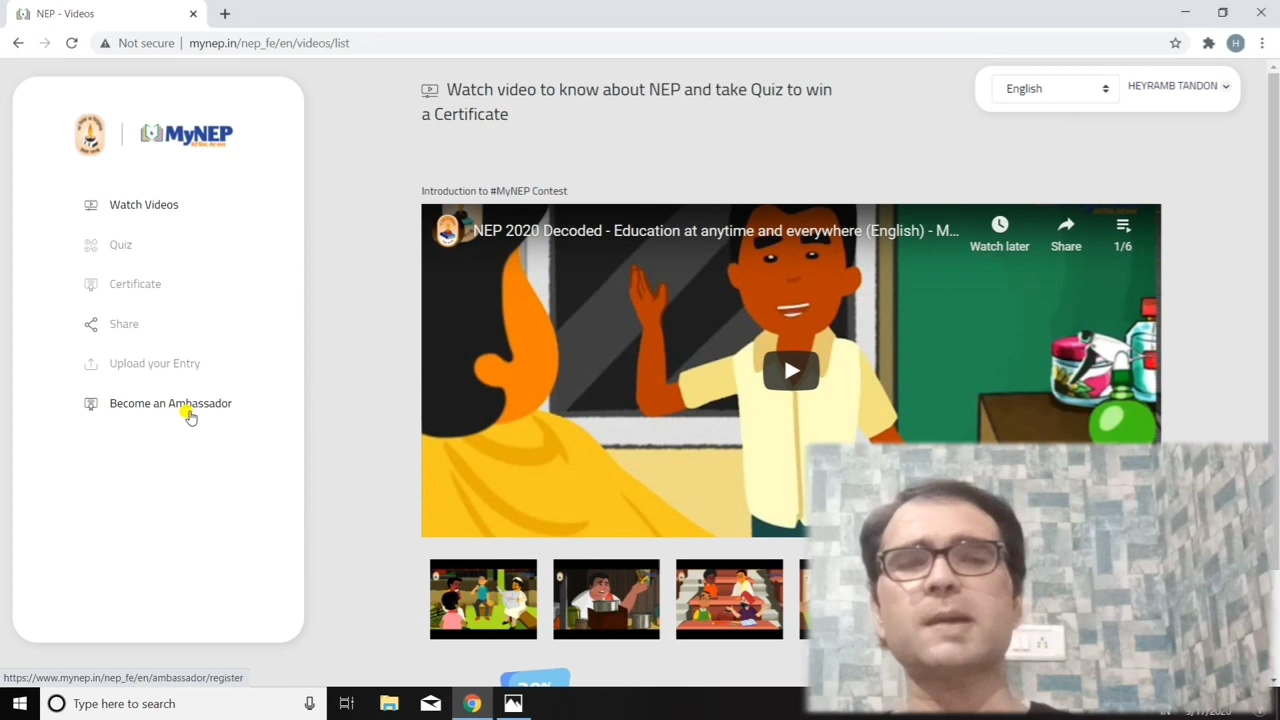 NEP - Videos
Not secure
mynep.in/nep_fe/en/videos/list
H
Watch video to know about NEP and take Quiz to win
a Certificate
English
HEYRAMB TANDON
MyNEP
Watch Videos
Quiz
Certificate
Share
Upload your Entry
Become an Ambassador
Introduction to #MyNEP Contest
NEP 2020 Decoded - Education at anytime and everywhere (English) - M...
Watch later
Share
1/6
https://www.mynep.in/nep_fe/en/ambassador/register
Type here to search